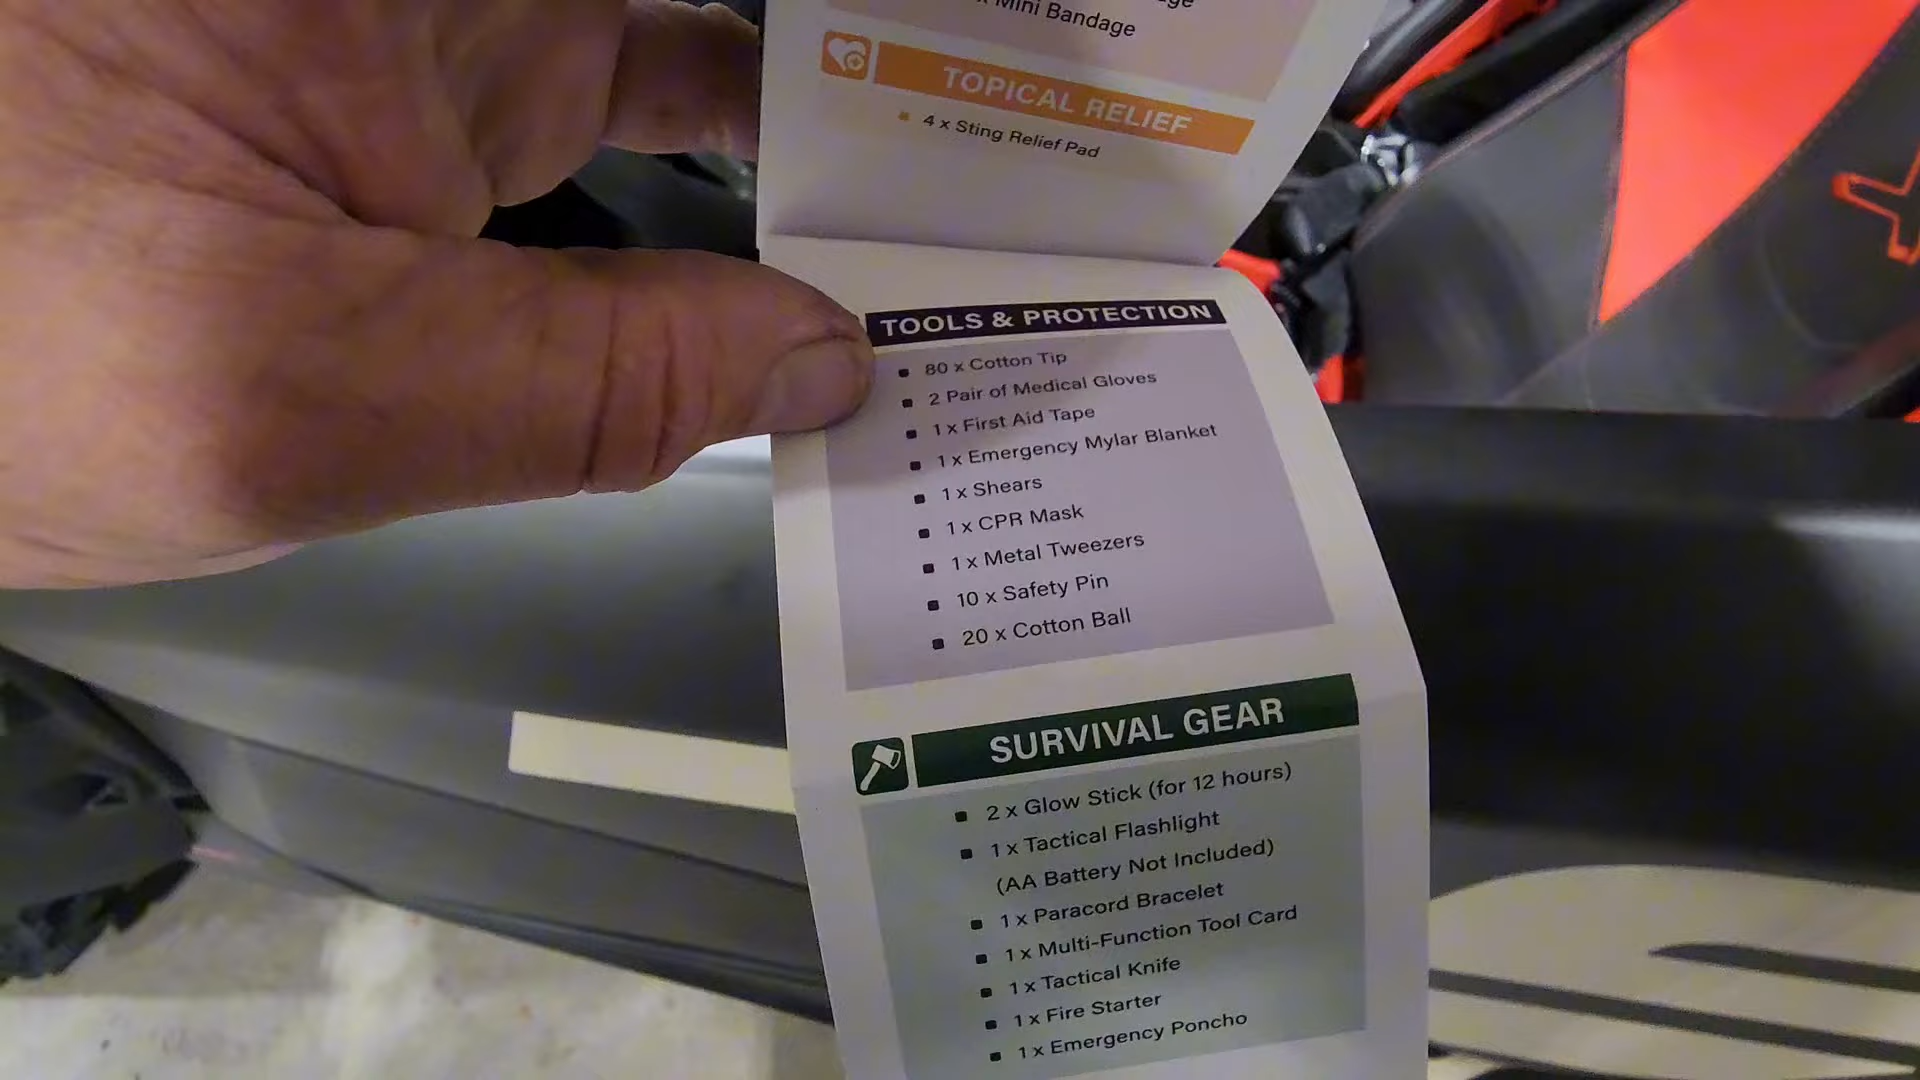 Mini Bandage
TOPICAL RELIEF
4 x Sting Relief Pad
TOOLS & PROTECTION
80 x Cotton Tip
2 Pair of Medical Gloves
1 x First Aid Tape
1 x Emergency Mylar Blanket
1 x Shears
1 x CPR Mask
1 x Metal Tweezers
10 x Safety Pin
20 x Cotton Ball
SURVIVAL GEAR
2 x Glow Stick (for 12 hours)
1 x Tactical Flashlight
(AA Battery Not Included)
1 x Paracord Bracelet
1 x Multi-Function Tool Card
1 x Tactical Knife
1 x Fire Starter
1 x Emergency Poncho